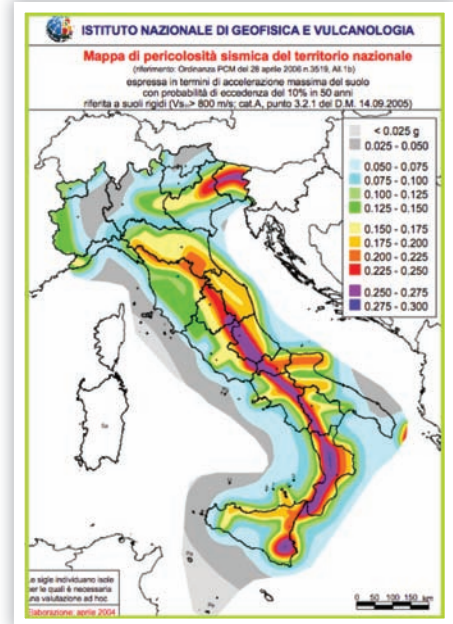 ISTITUTO NAZIONALE DI GEOFISICA E VULCANOLOGIA
Mappa di pericolosità sismica del territorio nazionale
(riferimento: Ordinanza PCM del 28 aprile 2006 n.3519, All.1b)
espressa in termini di accelerazione massima del suolo
con probabilità di eccedenza del 10% in 50 anni
riferita a suoli rigidi (Vs₃₀> 800 m/s; cat.A, punto 3.2.1 del D.M. 14.09.2005)
< 0.025 g
0.025 - 0.050
0.050 - 0.075
0.075 - 0.100
0.100 - 0.125
0.125 - 0.150
0.150 - 0.175
0.175 - 0.200
0.200 - 0.225
0.225 - 0.250
0.250 - 0.275
0.275 - 0.300
Le sigle individuano isole
per le quali è necessaria
una valutazione ad hoc
Elaborazione: aprile 2004
0 50 100 150 km